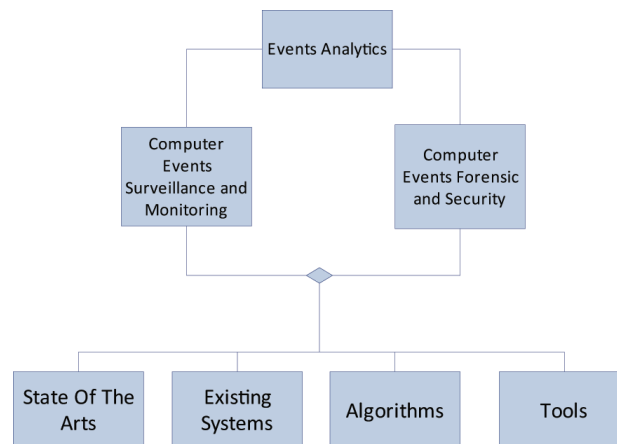 Events Analytics
Computer
Events
Surveillance and
Monitoring
Computer
Events Forensic
and Security
State Of The
Arts
Existing
Systems
Algorithms
Tools